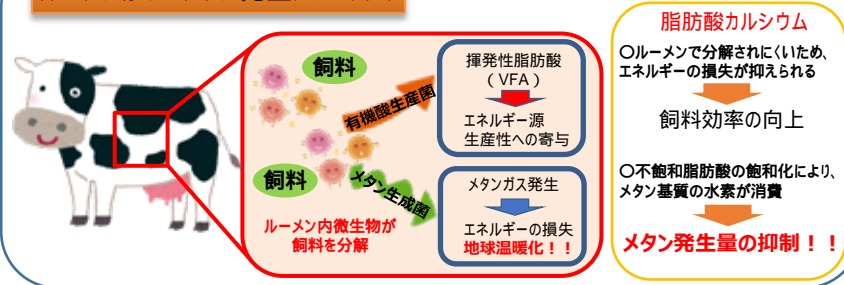 飼料
飼料
ルーメン内微生物が
飼料を分解
有機酸生産菌
メタン生成菌
揮発性脂肪酸
(VFA)
エネルギー源
生産性への寄与
メタンガス発生
エネルギーの損失
地球温暖化!!
脂肪酸カルシウム
〇ルーメンで分解されにくいため、
エネルギーの損失が抑えられる
飼料効率の向上
〇不飽和脂肪酸の飽和化により、
メタン基質の水素が消費
メタン発生量の抑制!!